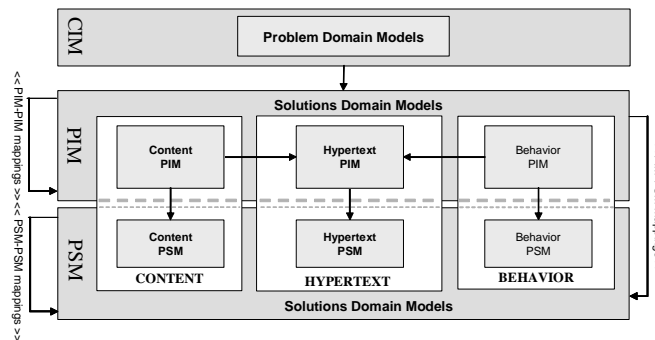 CIM
Problem Domain Models
<< PIM-PIM mappings >>
PIM
Solutions Domain Models
Content
PIM
Hypertext
PIM
Behavior
PIM
<< PSM-PSM mappings >>
PSM
Content
PSM
Hypertext
PSM
Behavior
PSM
CONTENT
HYPERTEXT
BEHAVIOR
Solutions Domain Models